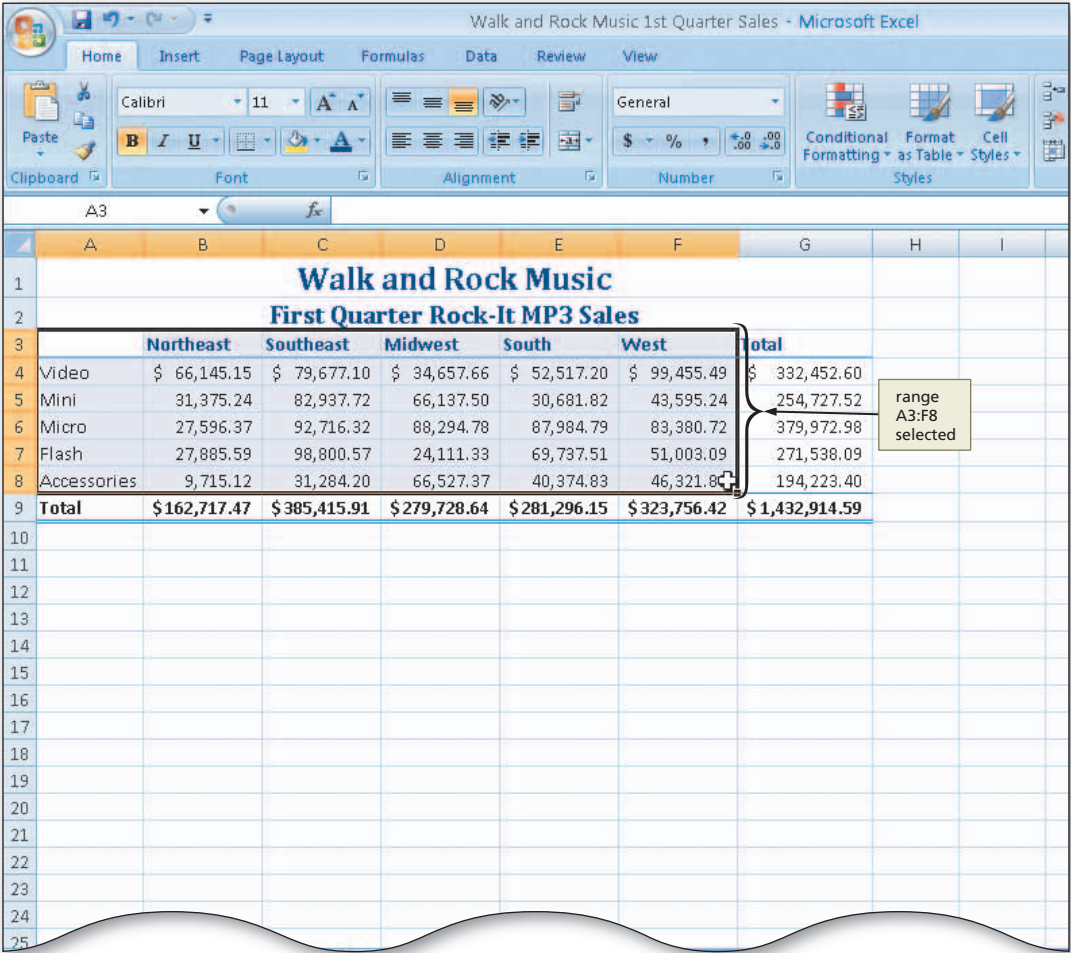 Walk and Rock Music 1st Quarter Sales - Microsoft Excel
Home Insert Page Layout Formulas Data Review View
Calibri 11 A A General
Paste B I U A $ % , .0 .00 .00 .0 Conditional Formatting Format as Table Cell Styles
Clipboard Font Alignment Number Styles
A3 fx
A B C D E F G H I
1 Walk and Rock Music
2 First Quarter Rock-It MP3 Sales
3 Northeast Southeast Midwest South West Total
4 Video $ 66,145.15 $ 79,677.10 $ 34,657.66 $ 52,517.20 $ 99,455.49 $ 332,452.60
5 Mini 31,375.24 82,937.72 66,137.50 30,681.82 43,595.24 254,727.52
6 Micro 27,596.37 92,716.32 88,294.78 87,984.79 83,380.72 379,972.98
7 Flash 27,885.59 98,800.57 24,111.33 69,737.51 51,003.09 271,538.09
8 Accessories 9,715.12 31,284.20 66,527.37 40,374.83 46,321.8 194,223.40
9 Total $162,717.47 $385,415.91 $279,728.64 $281,296.15 $323,756.42 $1,432,914.59
range
A3:F8
selected
10
11
12
13
14
15
16
17
18
19
20
21
22
23
24
25